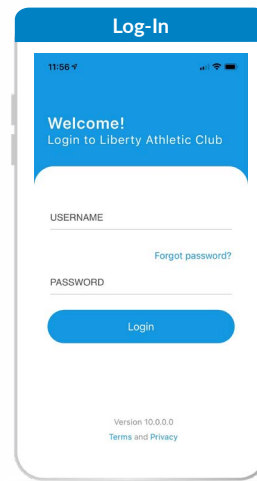 Log-In
11:56
Welcome!
Login to Liberty Athletic Club
USERNAME
Forgot password?
PASSWORD
Login
Version 10.0.0.0
Terms and Privacy